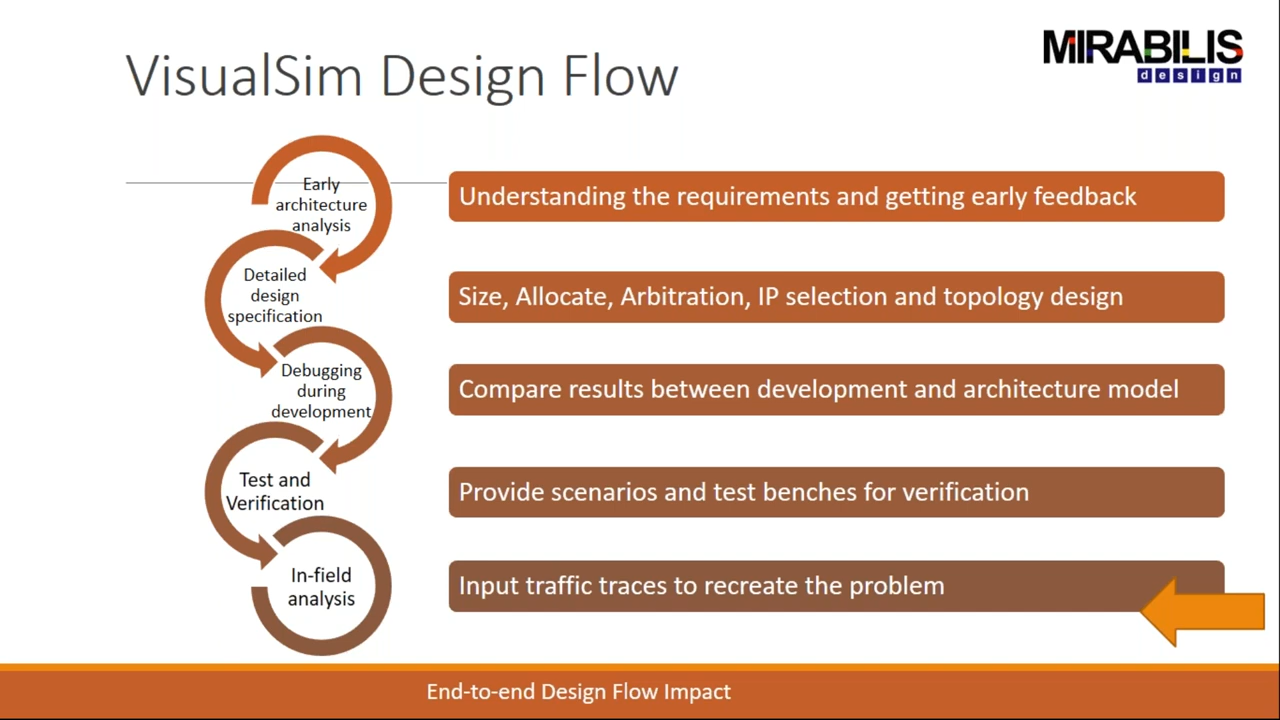 VisualSim Design Flow
MIRABILIS
design
Early
architecture
analysis
Understanding the requirements and getting early feedback
Detailed
design
specification
Size, Allocate, Arbitration, IP selection and topology design
Debugging
during
development
Compare results between development and architecture model
Test and
Verification
Provide scenarios and test benches for verification
In-field
analysis
Input traffic traces to recreate the problem
End-to-end Design Flow Impact